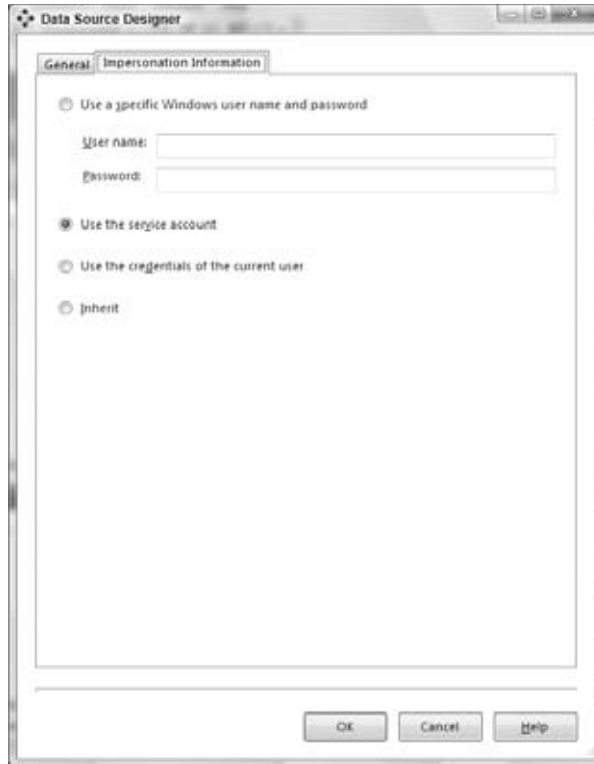 Data Source Designer
General Impersonation Information
Use a specific Windows user name and password
User name:
Password:
Use the service account
Use the credentials of the current user
Inherit
OK Cancel Help